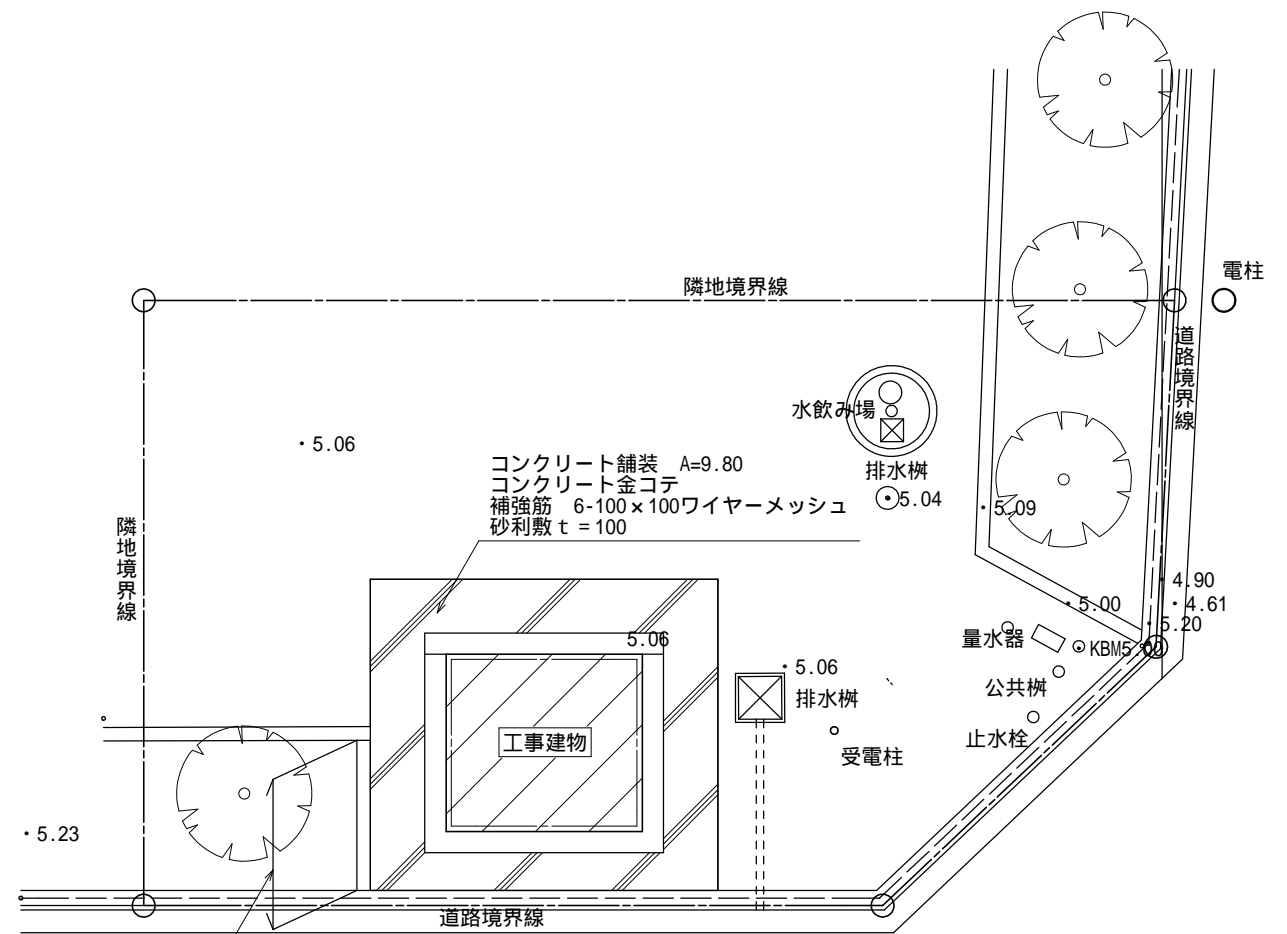 電柱
隣地境界線
道路境界線
水飲み場
・5.06
コンクリート舗装　A=9.80
コンクリート金コテ
補強筋　6-100×100ワイヤーメッシュ
砂利敷ｔ=100
排水桝
5.04
・5.09
隣地境界線
4.90
・5.00
・4.61
5.20
量水器
5.06
KBM5.00
・5.06
公共桝
排水桝
止水栓
工事建物
受電柱
・5.23
道路境界線